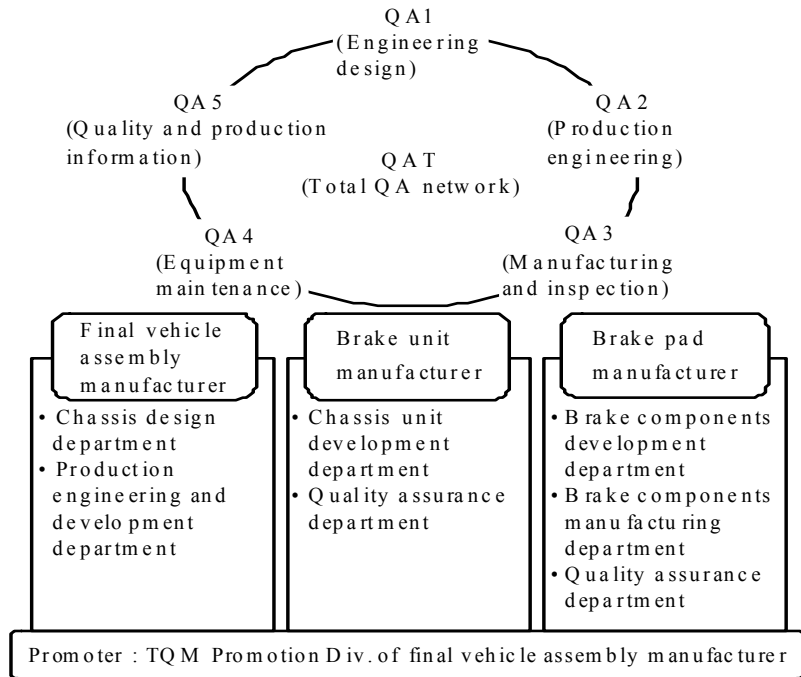 QA1
(Engineering
design)
QA5
(Quality and production
information)
QA2
(Production
engineering)
QAT
(Total QA network)
QA4
(Equipment
maintenance)
QA3
(Manufacturing
and inspection)
Final vehicle
assembly
manufacturer
• Chassis design
department
• Production
engineering and
development
department
Brake unit
manufacturer
• Chassis unit
development
department
• Quality assurance
department
Brake pad
manufacturer
• Brake components
development
department
• Brake components
manufacturing
department
• Quality assurance
department
Promoter : TQM Promotion Div. of final vehicle assembly manufacturer